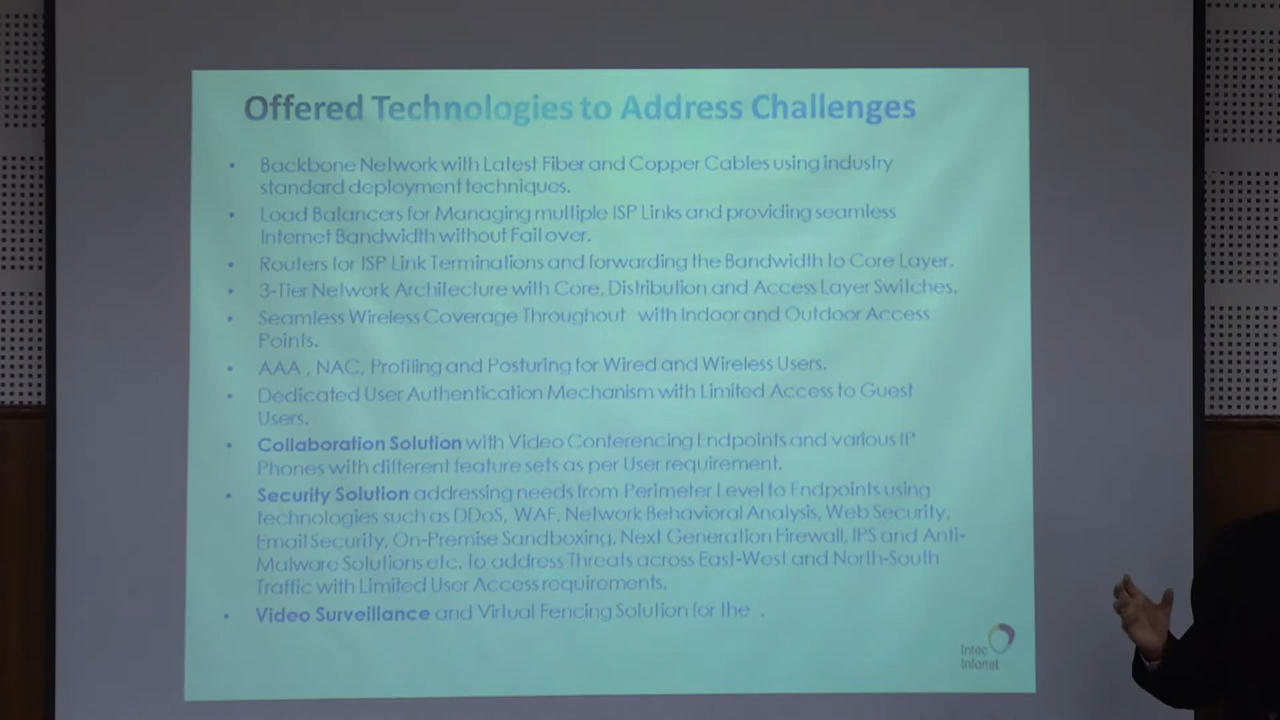 Offered Technologies to Address Challenges
• Backbone Network with Latest Fiber and Copper Cables using industry
standard deployment techniques.
• Load Balancers for Managing multiple ISP Links and providing seamless
Internet Bandwidth without Fail over.
• Routers for ISP Link Terminations and forwarding the Bandwidth to Core Layer.
• 3-Tier Network Architecture with Core, Distribution and Access Layer Switches.
• Seamless Wireless Coverage Throughout with Indoor and Outdoor Access
Points.
• AAA , NAC, Profiling and Posturing for Wired and Wireless Users.
• Dedicated User Authentication Mechanism with Limited Access to Guest
Users.
• Collaboration Solution with Video Conferencing Endpoints and various IP
Phones with different feature sets as per User requirement.
• Security Solution addressing needs from Perimeter Level to Endpoints using
technologies such as DDoS, WAF, Network Behavioral Analysis, Web Security,
Email Security, On-Premise Sandboxing, Next Generation Firewall, IPS and Anti-
Malware Solutions etc. to address Threats across East-West and North-South
Traffic with Limited User Access requirements.
• Video Surveillance and Virtual Fencing Solution for the .
Intec
Infonet